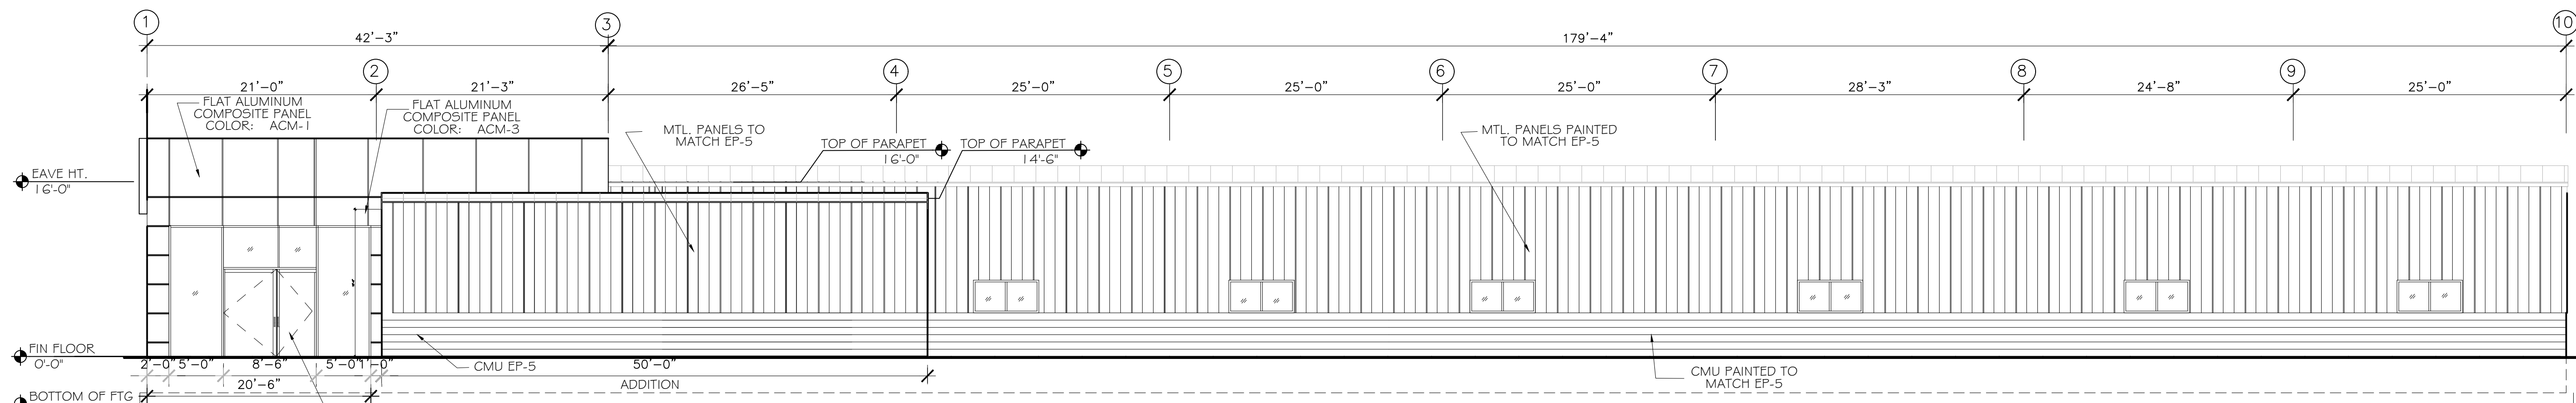 1
3
10
42'-3"
179'-4"
2
4
5
6
7
8
9
21'-0"
21'-3"
26'-5"
25'-0"
25'-0"
25'-0"
28'-3"
24'-8"
25'-0"
FLAT ALUMINUM
COMPOSITE PANEL
COLOR: ACM-1
FLAT ALUMINUM
COMPOSITE PANEL
COLOR: ACM-3
MTL. PANELS TO
MATCH EP-5
TOP OF PARAPET
16'-0"
TOP OF PARAPET
14'-6"
MTL. PANELS PAINTED
TO MATCH EP-5
EAVE HT.
16'-0"
FIN FLOOR
0'-0"
2'-0"
5'-0"
8'-6"
5'-0"
1'-0"
CMU EP-5
50'-0"
ADDITION
20'-6"
CMU PAINTED TO
MATCH EP-5
BOTTOM OF FTG